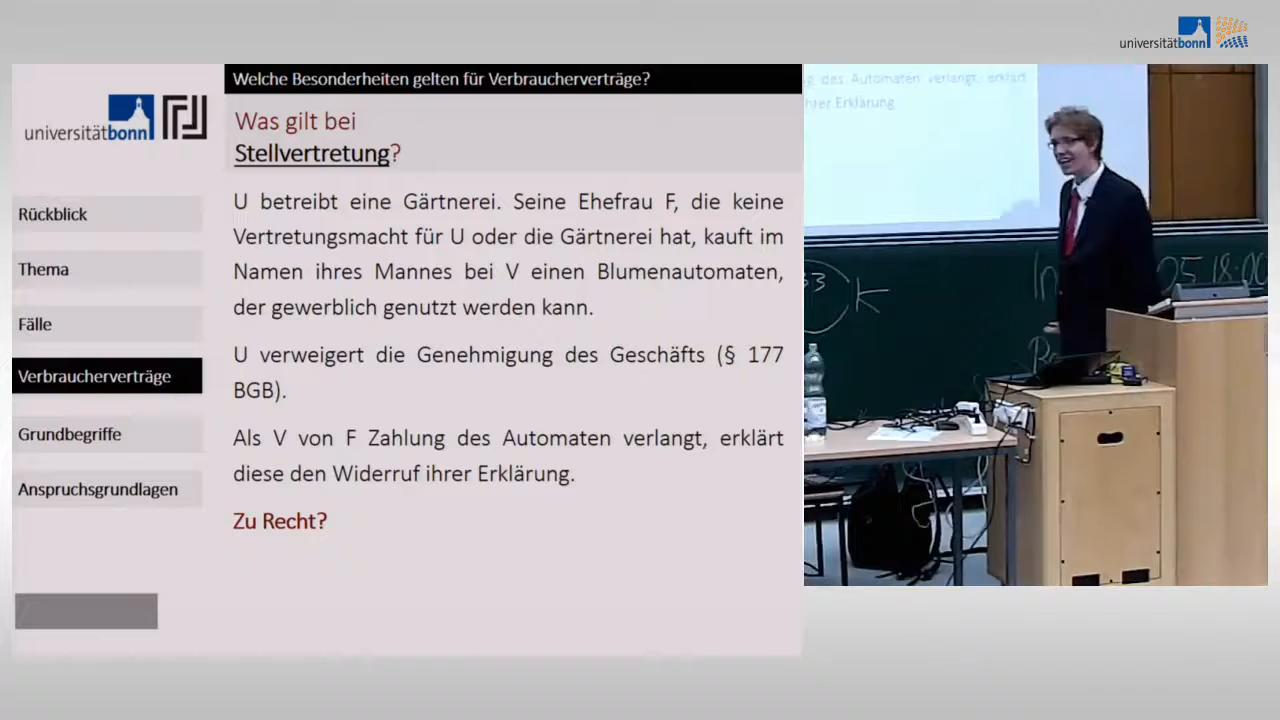 universitätbonn
Welche Besonderheiten gelten für Verbraucherverträge?
universitätbonn
Was gilt bei
Stellvertretung?
Rückblick
Thema
Fälle
Verbraucherverträge
Grundbegriffe
Anspruchsgrundlagen
U betreibt eine Gärtnerei. Seine Ehefrau F, die keine
Vertretungsmacht für U oder die Gärtnerei hat, kauft im
Namen ihres Mannes bei V einen Blumenautomaten,
der gewerblich genutzt werden kann.
U verweigert die Genehmigung des Geschäfts (§ 177
BGB).
Als V von F Zahlung des Automaten verlangt, erklärt
diese den Widerruf ihrer Erklärung.
Zu Recht?
des Automaten verlangt, erklärt
hrer Erklärung
K
05 18:00